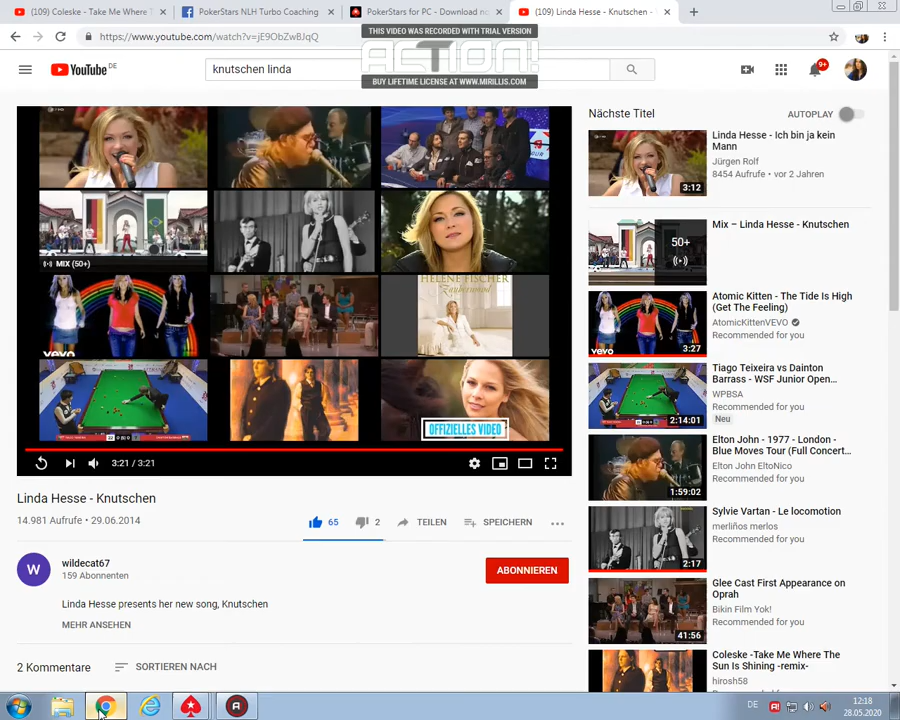 (109) Coleske - Take Me Where T
PokerStars NLH Turbo Coaching
PokerStars for PC - Download no
(109) Linda Hesse - Knutschen -
https://www.youtube.com/watch?v=jE9ObZwBJqQ
THIS VIDEO WAS RECORDED WITH TRIAL VERSION
ACTION!
BUY LIFETIME LICENSE AT WWW.MIRILLIS.COM
YouTube DE
knutschen linda
9+
MIX (50+)
vevo
HELENE FISCHER
Zaubermond
OFFIZIELLES VIDEO
3:21 / 3:21
Linda Hesse - Knutschen
14.981 Aufrufe • 29.06.2014
65
2
TEILEN
SPEICHERN
W
wildecat67
159 Abonnenten
ABONNIEREN
Linda Hesse presents her new song, Knutschen
MEHR ANSEHEN
2 Kommentare
SORTIEREN NACH
Nächste Titel
AUTOPLAY
3:12
Linda Hesse - Ich bin ja kein
Mann
Jürgen Rolf
8454 Aufrufe • vor 2 Jahren
50+
Mix – Linda Hesse - Knutschen
vevo
3:27
Atomic Kitten - The Tide Is High
(Get The Feeling)
AtomicKittenVEVO
Recommended for you
2:14:01
Tiago Teixeira vs Dainton
Barrass - WSF Junior Open...
WPBSA
Recommended for you
Neu
1:59:02
Elton John - 1977 - London -
Blue Moves Tour (Full Concert...
Elton John EltoNico
Recommended for you
2:17
Sylvie Vartan - Le locomotion
merliños merlos
Recommended for you
41:56
Glee Cast First Appearance on
Oprah
Bikin Film Yok!
Recommended for you
Coleske -Take Me Where The
Sun Is Shining -remix-
hirosh58
Recommended for you
DE
12:18
28.05.2020